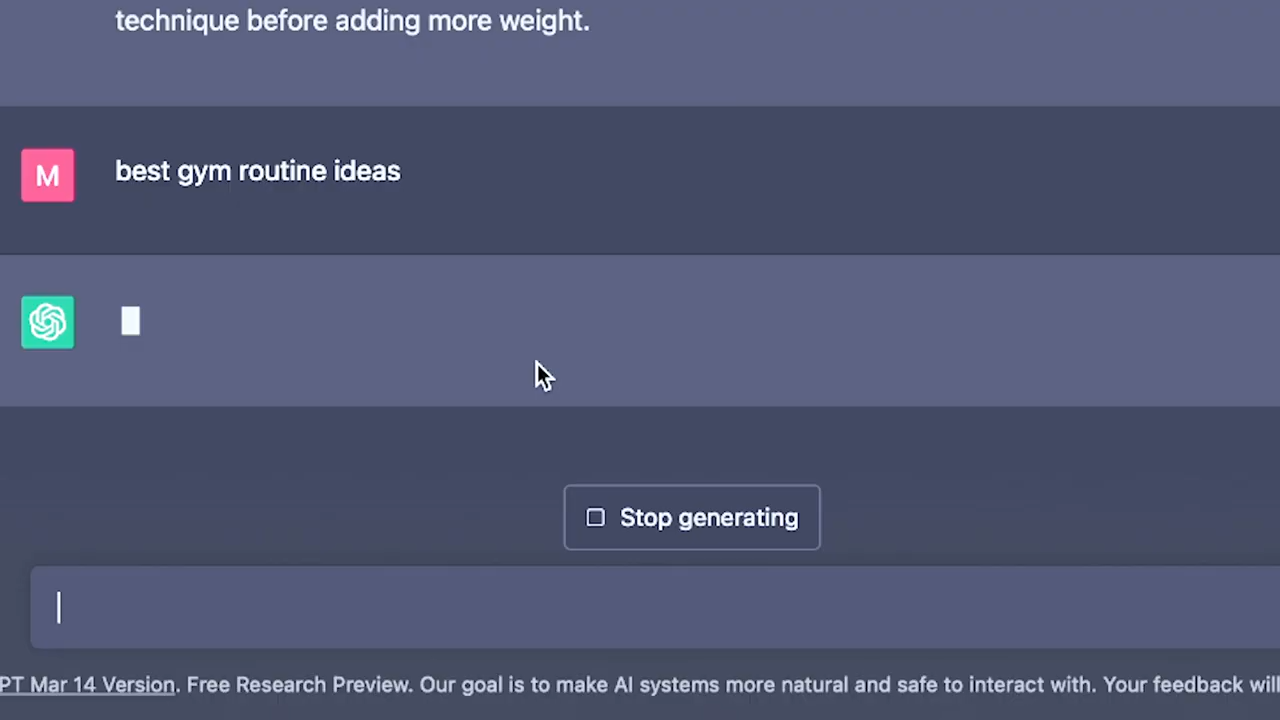 technique before adding more weight.
M
best gym routine ideas
Stop generating
PT Mar 14 Version. Free Research Preview. Our goal is to make AI systems more natural and safe to interact with. Your feedback will